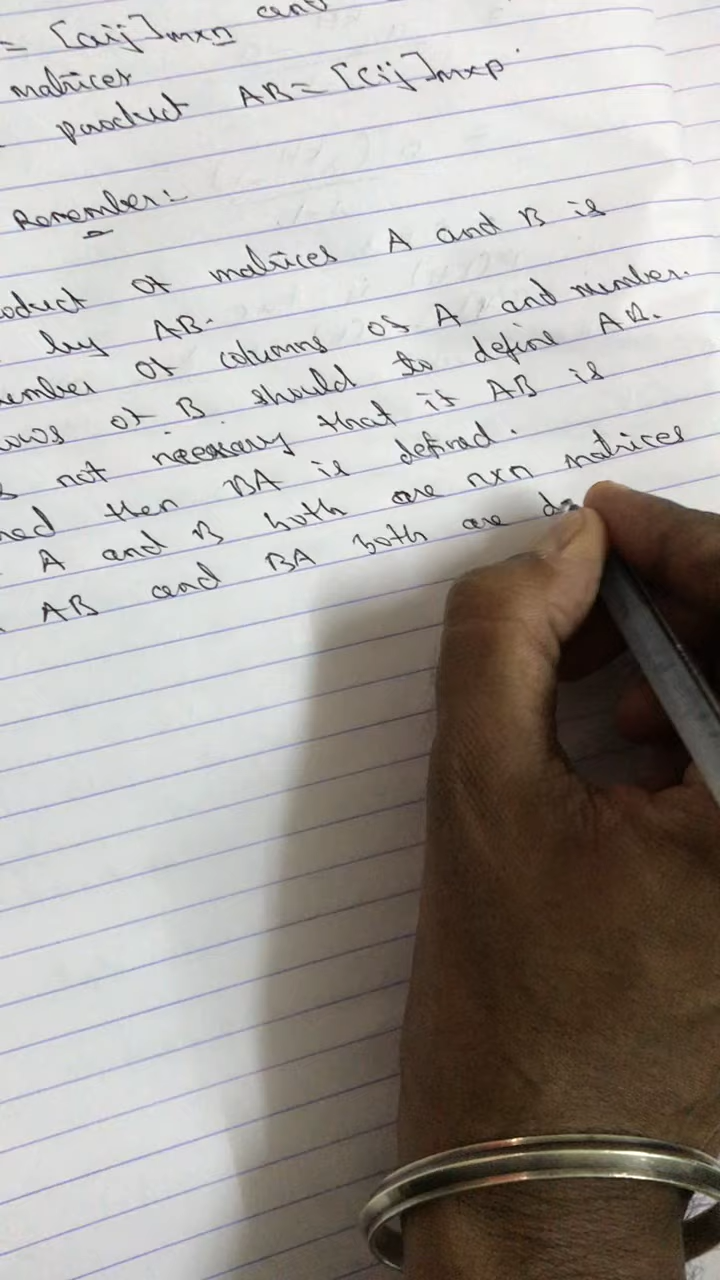 = [aij]mxn and
matrices
product AB = [cij]mxp.
Remember:-
oduct of matrices A and B is
by AB.
umber of columns of A and number.
ows of B should to define AB.
s not necessary that if AB is
ned then BA is defined.
A and B both are nxn matrices
AB and BA both are de